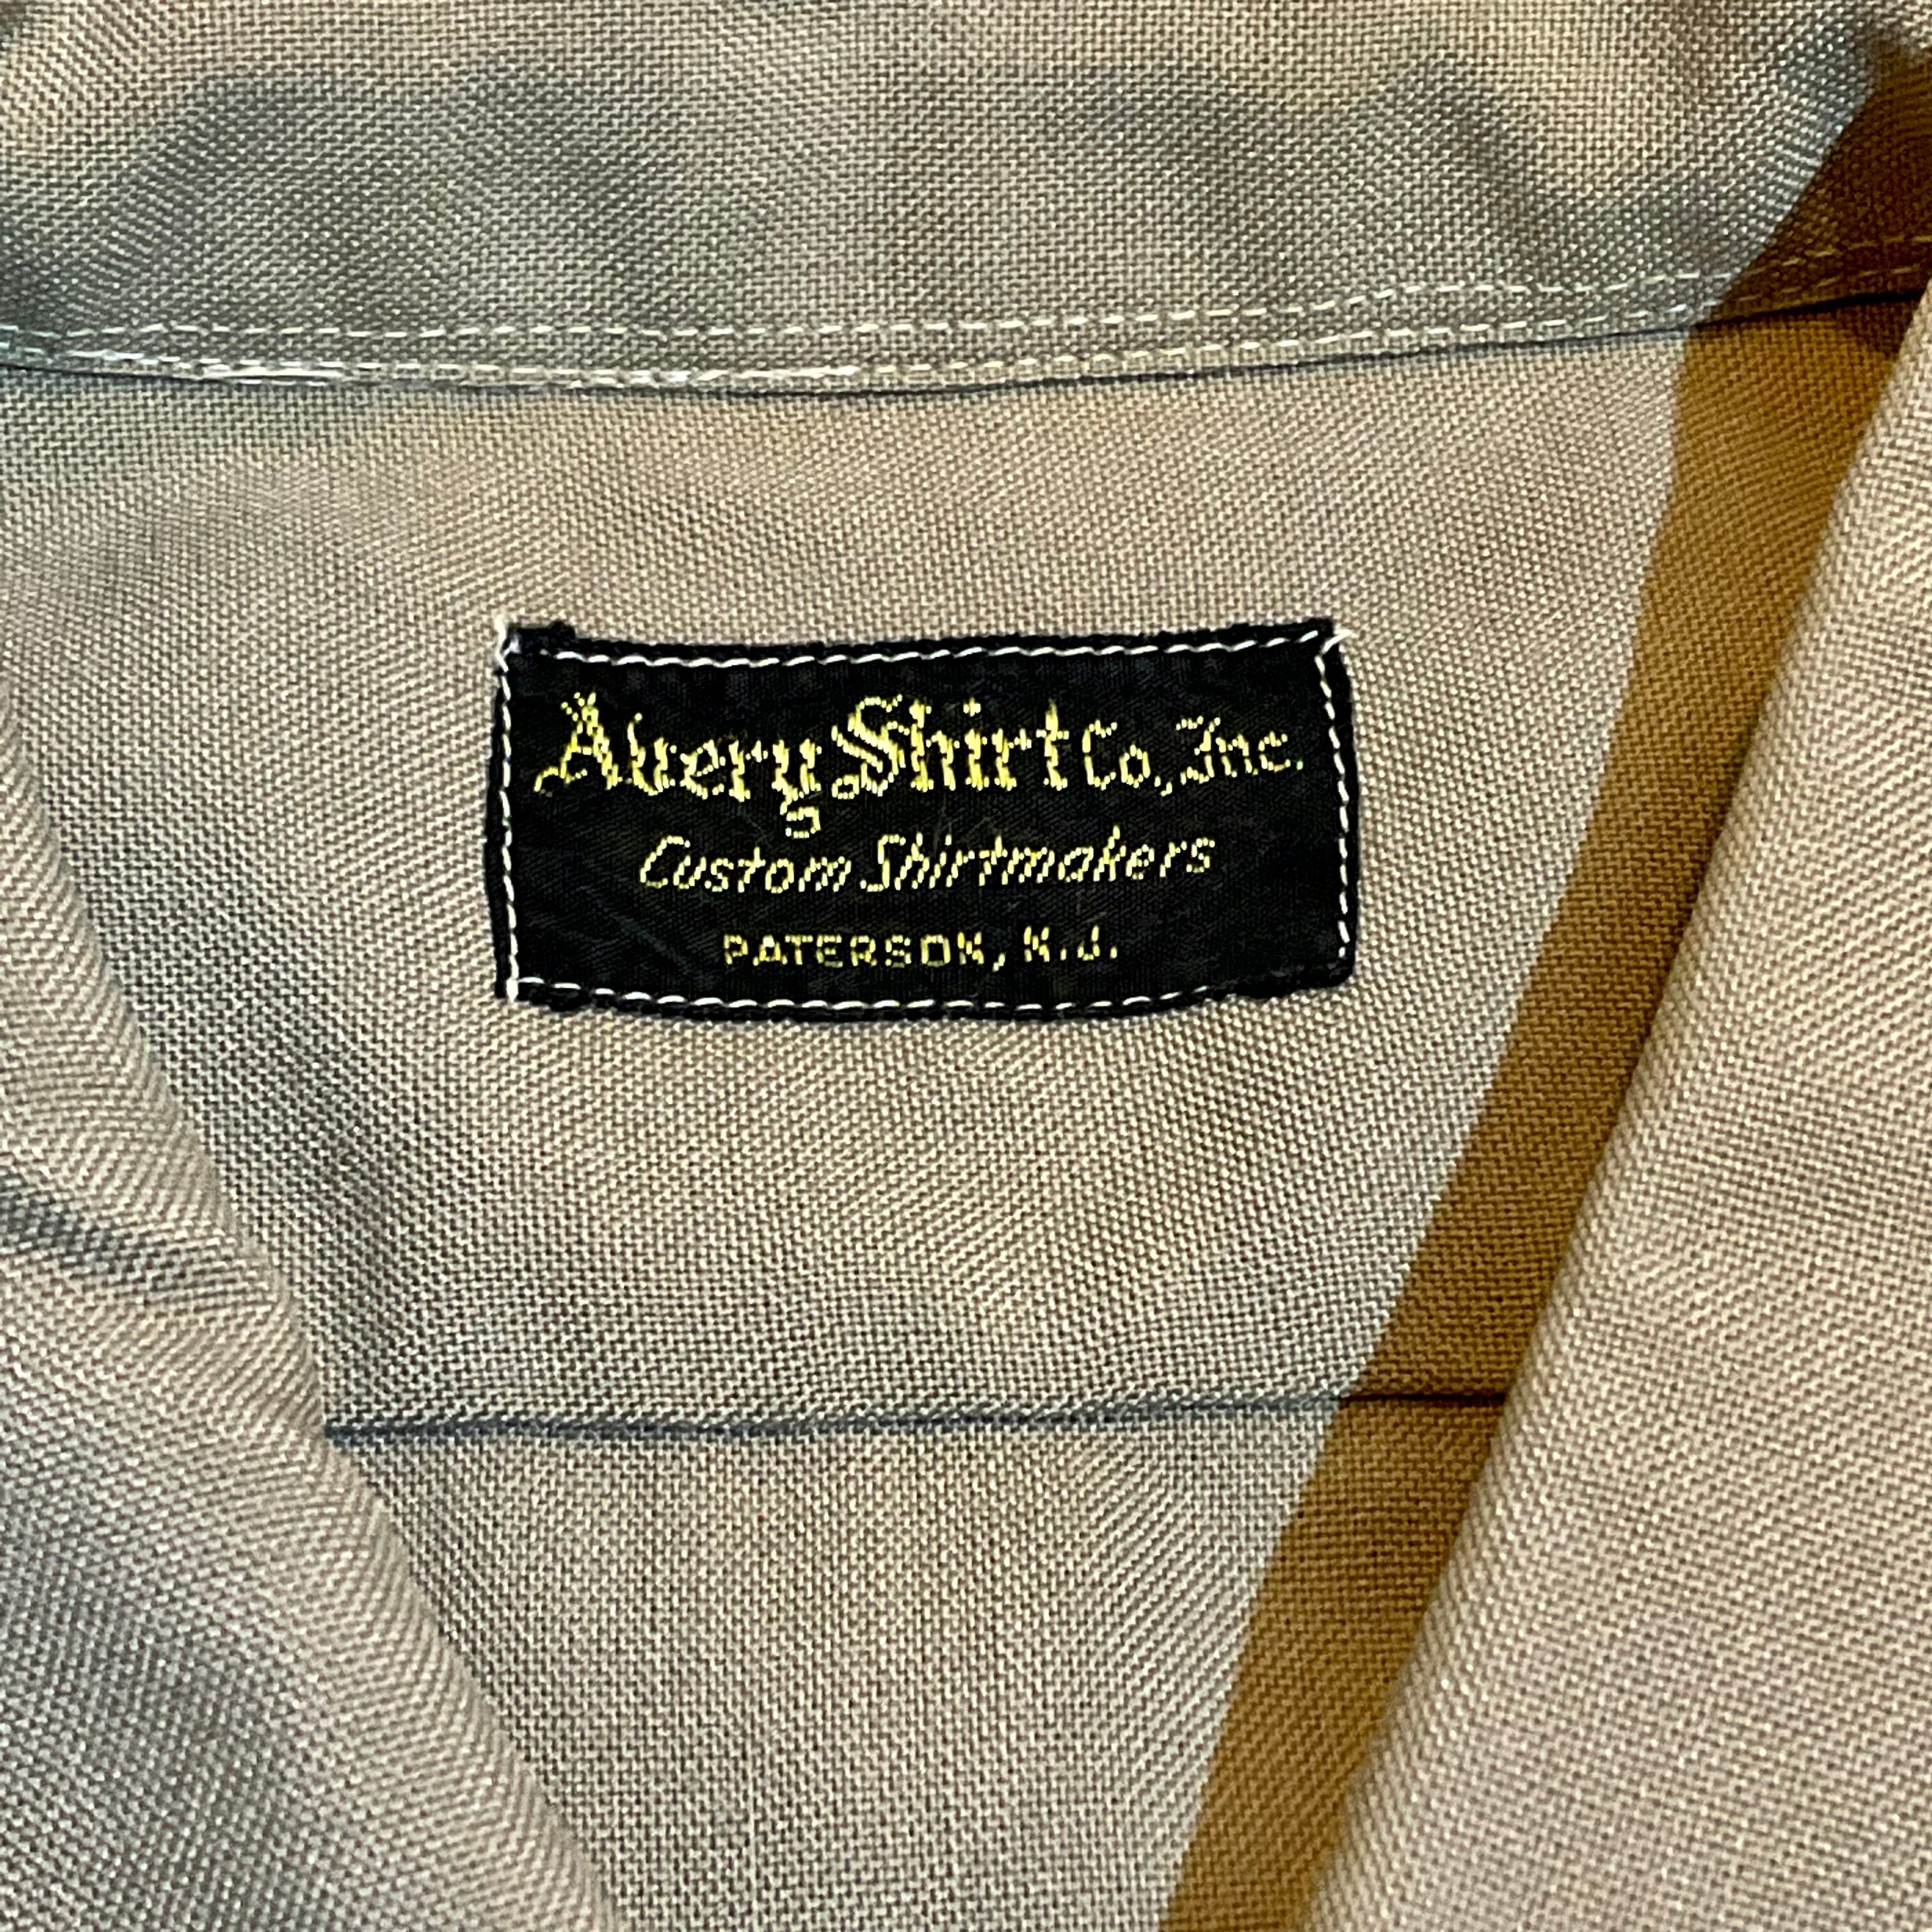 Avery Shirt Co., Inc.
Custom Shirtmakers
PATERSON, N.J.